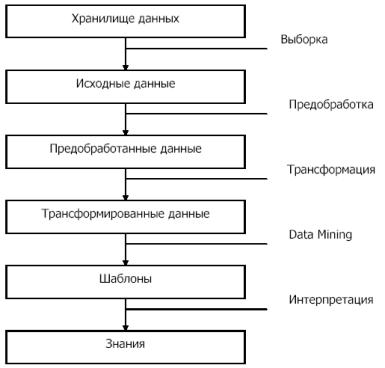 Хранилище данных
Выборка
Исходные данные
Предобработка
Предобработанные данные
Трансформация
Трансформированные данные
Data Mining
Шаблоны
Интерпретация
Знания